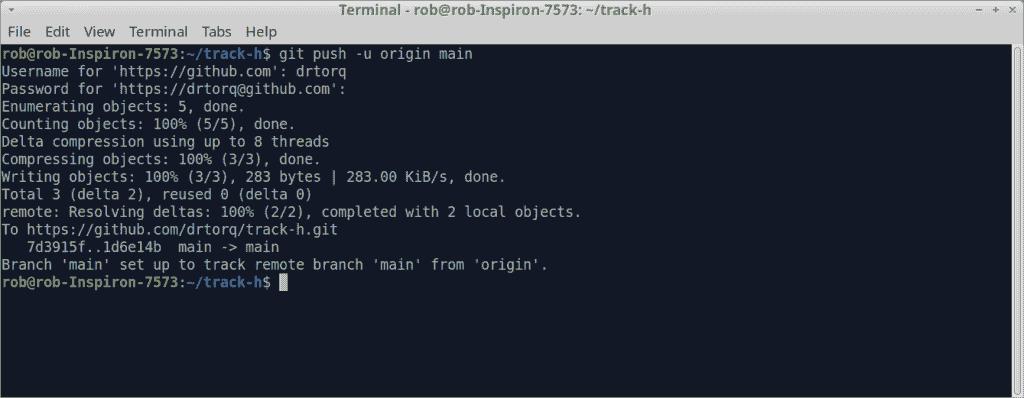 Terminal - rob@rob-Inspiron-7573: ~/track-h
File Edit View Terminal Tabs Help
rob@rob-Inspiron-7573:~/track-h$ git push -u origin main
Username for 'https://github.com': drtorq
Password for 'https://drtorq@github.com':
Enumerating objects: 5, done.
Counting objects: 100% (5/5), done.
Delta compression using up to 8 threads
Compressing objects: 100% (3/3), done.
Writing objects: 100% (3/3), 283 bytes | 283.00 KiB/s, done.
Total 3 (delta 2), reused 0 (delta 0)
remote: Resolving deltas: 100% (2/2), completed with 2 local objects.
To https://github.com/drtorq/track-h.git
   7d3915f..1d6e14b  main -> main
Branch 'main' set up to track remote branch 'main' from 'origin'.
rob@rob-Inspiron-7573:~/track-h$